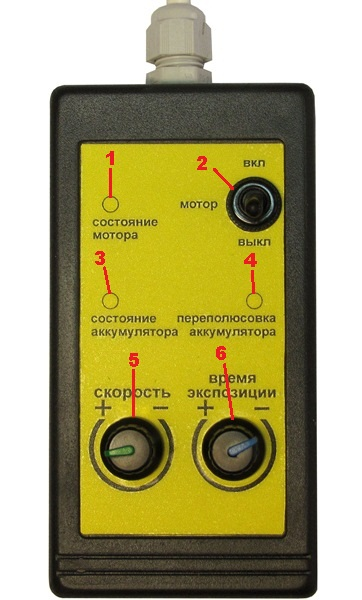 1
2
вкл
мотор
состояние
мотора
выкл
3
4
состояние
аккумулятора
переполюсовка
аккумулятора
5
6
скорость
+ −
время
экспозиции
+ −